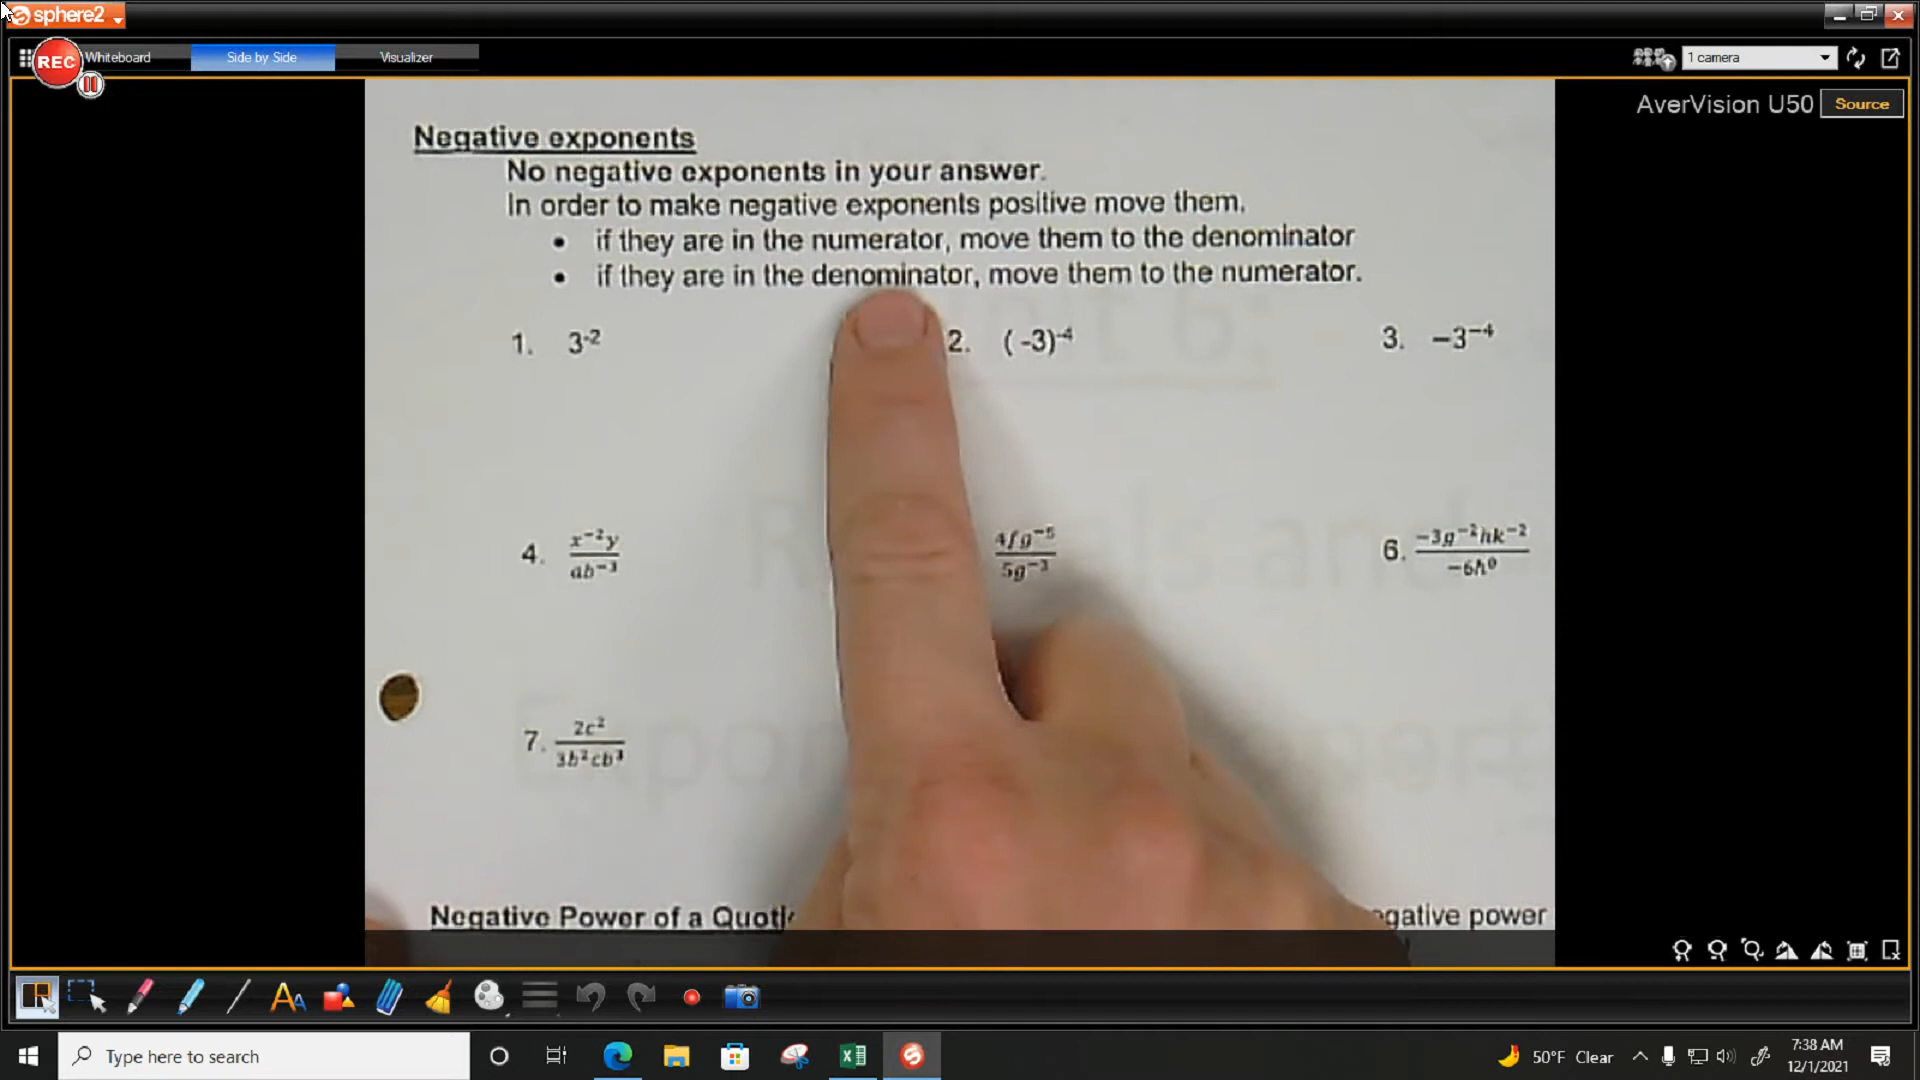 sphere2
REC
Whiteboard
Side by Side
Visualizer
1 camera
AverVision U50
Source
Negative exponents
No negative exponents in your answer.
In order to make negative exponents positive move them.
• if they are in the numerator, move them to the denominator
• if they are in the denominator, move them to the numerator.
1. 3⁻²
2. (-3)⁻⁴
3. −3⁻⁴
4. x⁻²y / ab⁻³
4fg⁻⁵ / 5g⁻³
6. −3g⁻²hk⁻² / −6h⁰
7. 2c² / 3b²cb³
Negative Power of a
egative power
Type here to search
50°F Clear
7:38 AM
12/1/2021